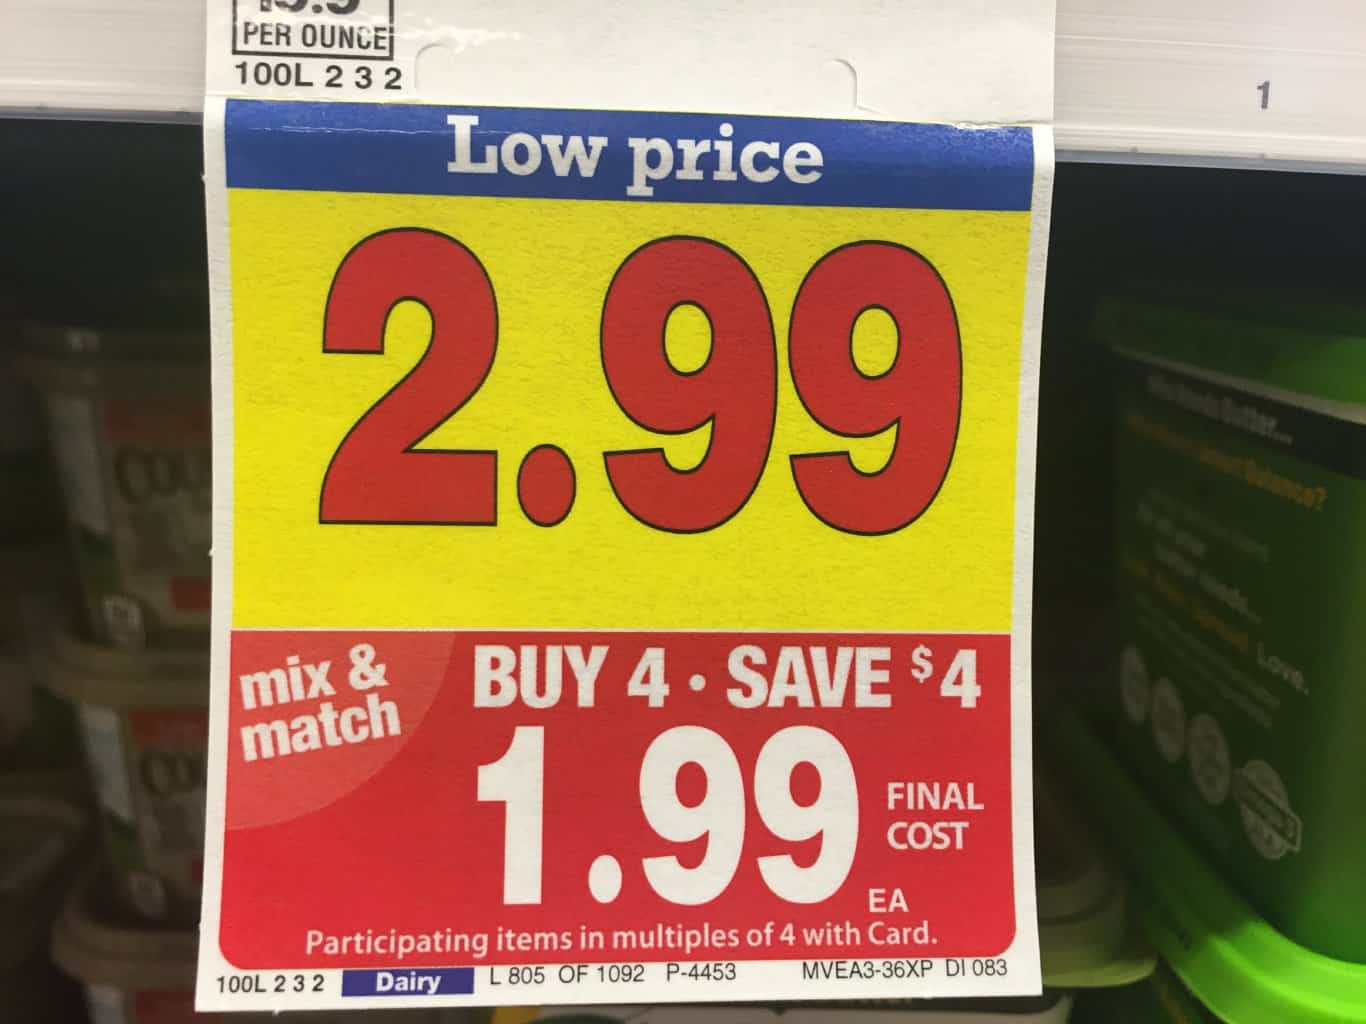 PER OUNCE
100L 2 3 2
1
Low price
2.99
mix &
match
BUY 4 • SAVE $4
1.99
FINAL
COST
EA
Participating items in multiples of 4 with Card.
100L 2 3 2 Dairy L 805 OF 1092 P-4453 MVEA3-36XP DI 083